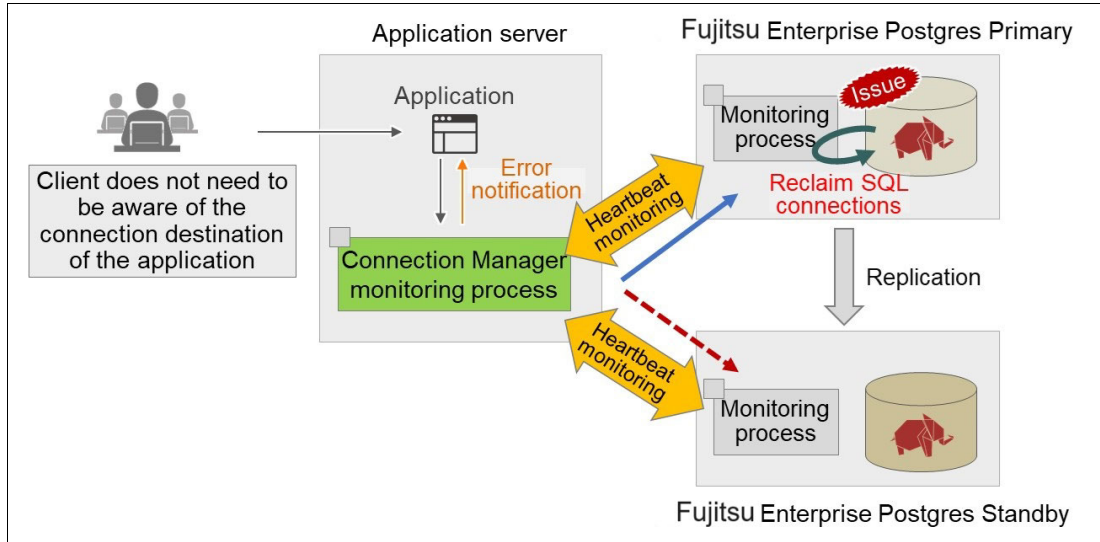 Application server
Fujitsu Enterprise Postgres Primary
Application
Error
notification
Client does not need to
be aware of the
connection destination
of the application
Connection Manager
monitoring process
Heartbeat
monitoring
Heartbeat
monitoring
Monitoring
process
Issue
Reclaim SQL
connections
Replication
Monitoring
process
Fujitsu Enterprise Postgres Standby